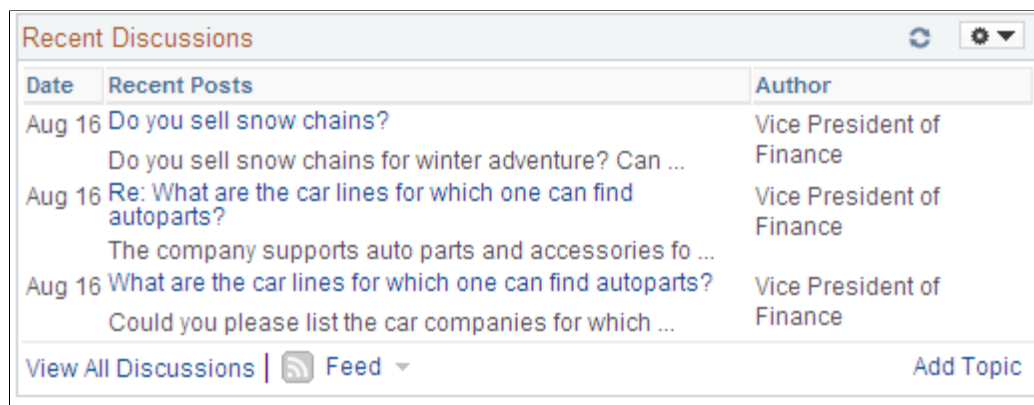 Recent Discussions
Date Recent Posts Author
Aug 16 Do you sell snow chains? Vice President of
Do you sell snow chains for winter adventure? Can ... Finance
Aug 16 Re: What are the car lines for which one can find Vice President of
autoparts? Finance
The company supports auto parts and accessories fo ...
Aug 16 What are the car lines for which one can find autoparts? Vice President of
Could you please list the car companies for which ... Finance
View All Discussions | Feed Add Topic